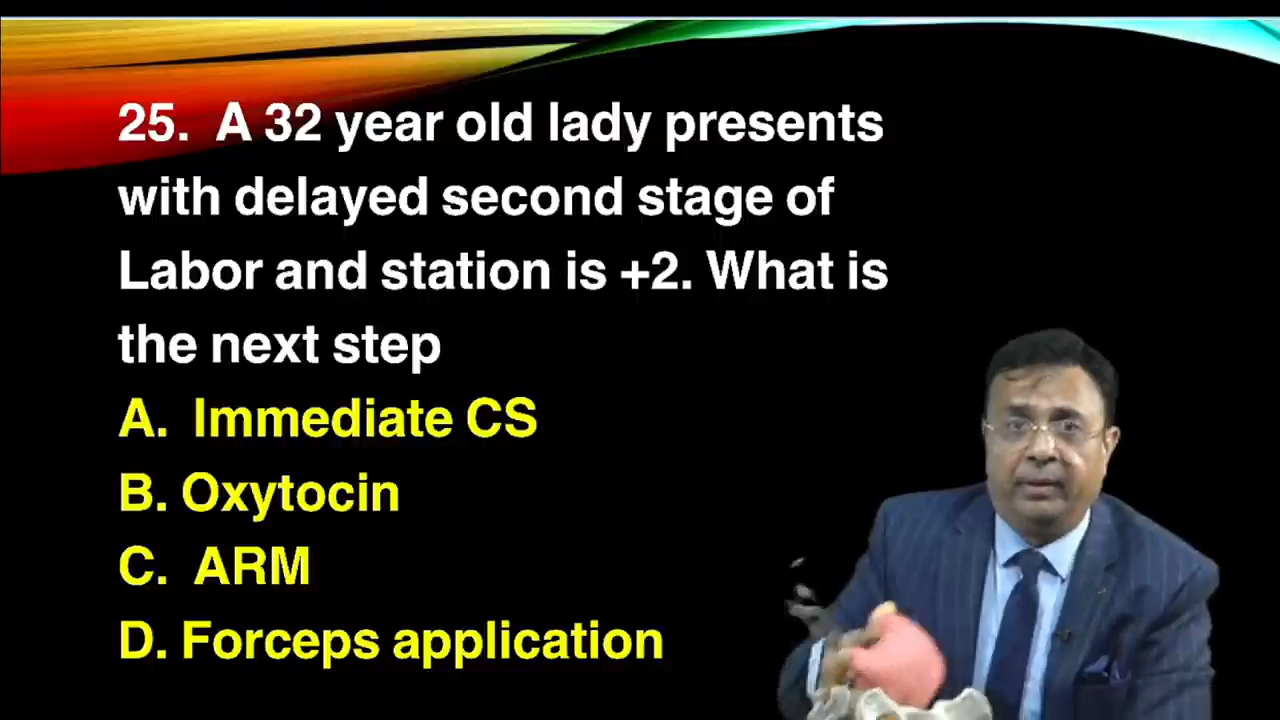 25. A 32 year old lady presents
with delayed second stage of
Labor and station is +2. What is
the next step
A. Immediate CS
B. Oxytocin
C. ARM
D. Forceps application